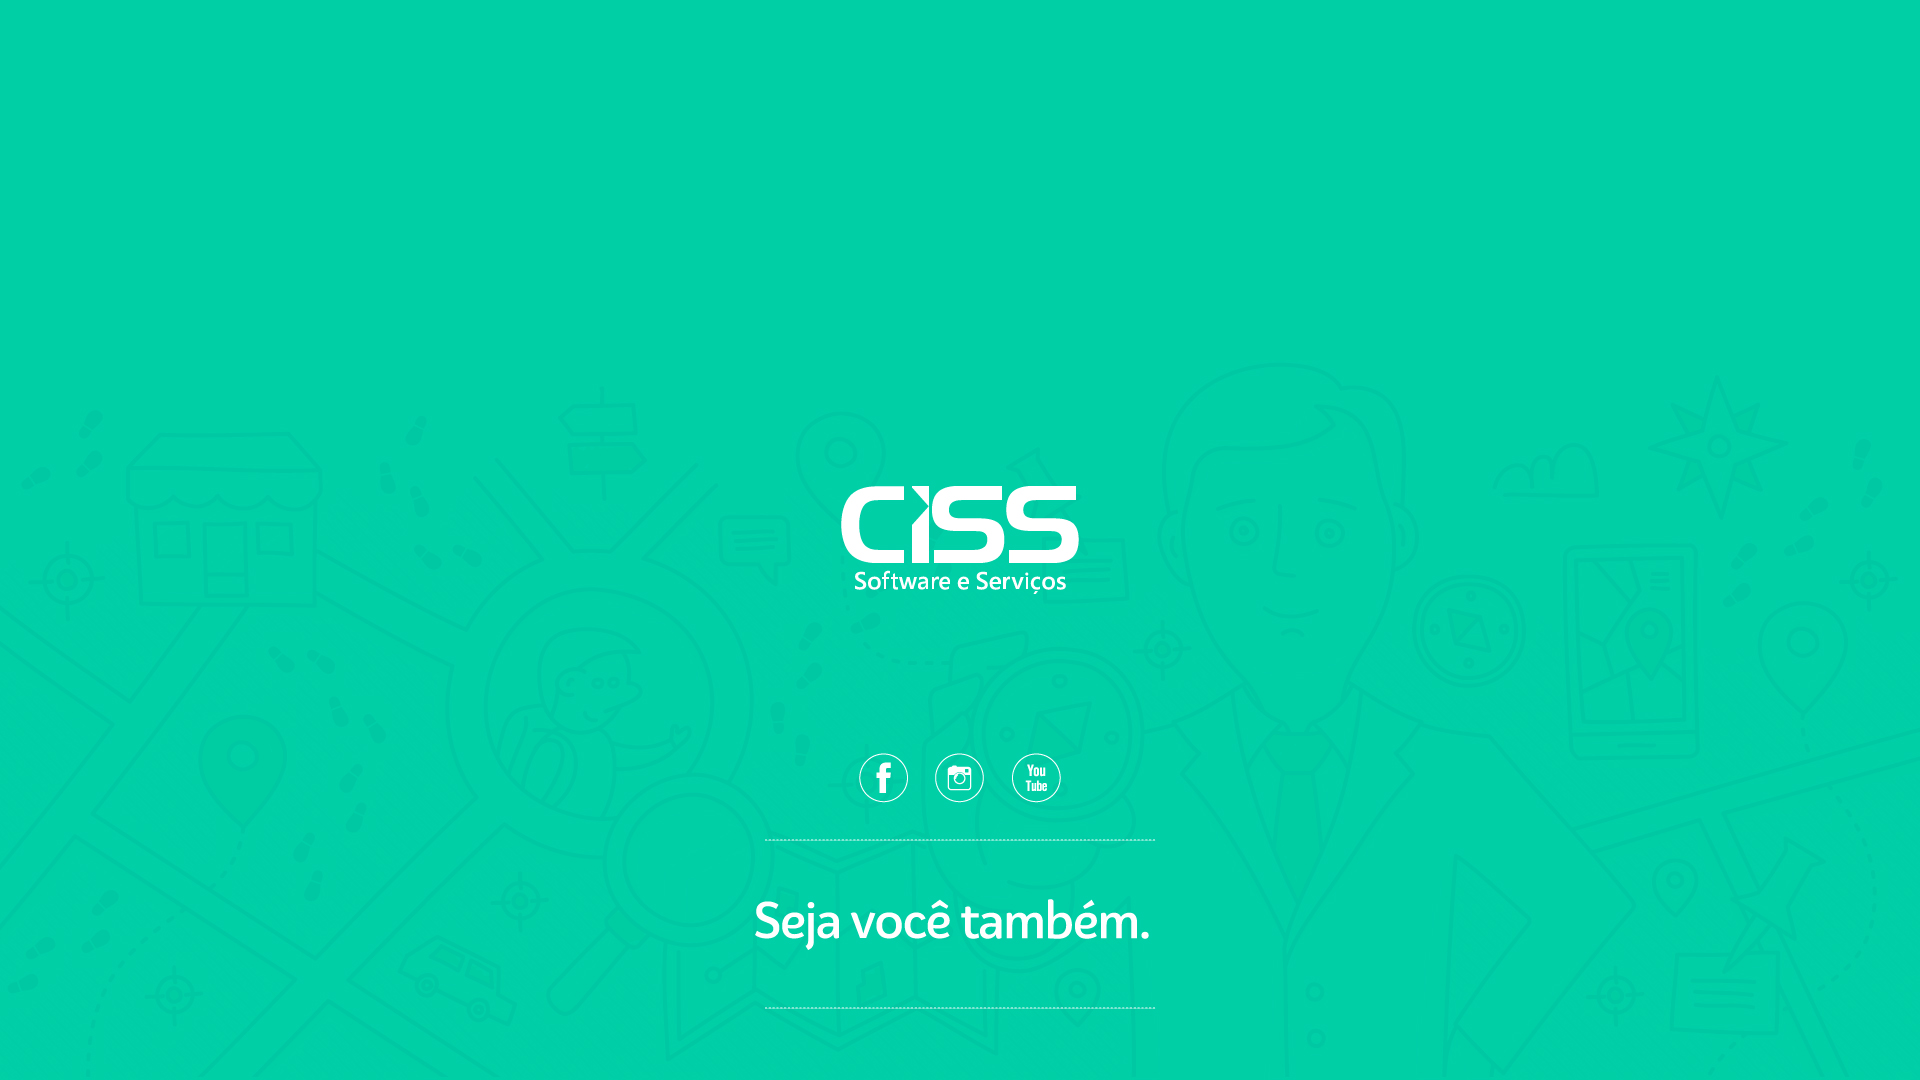 CISS
Software e Serviços
f
You
Tube
Seja você também.